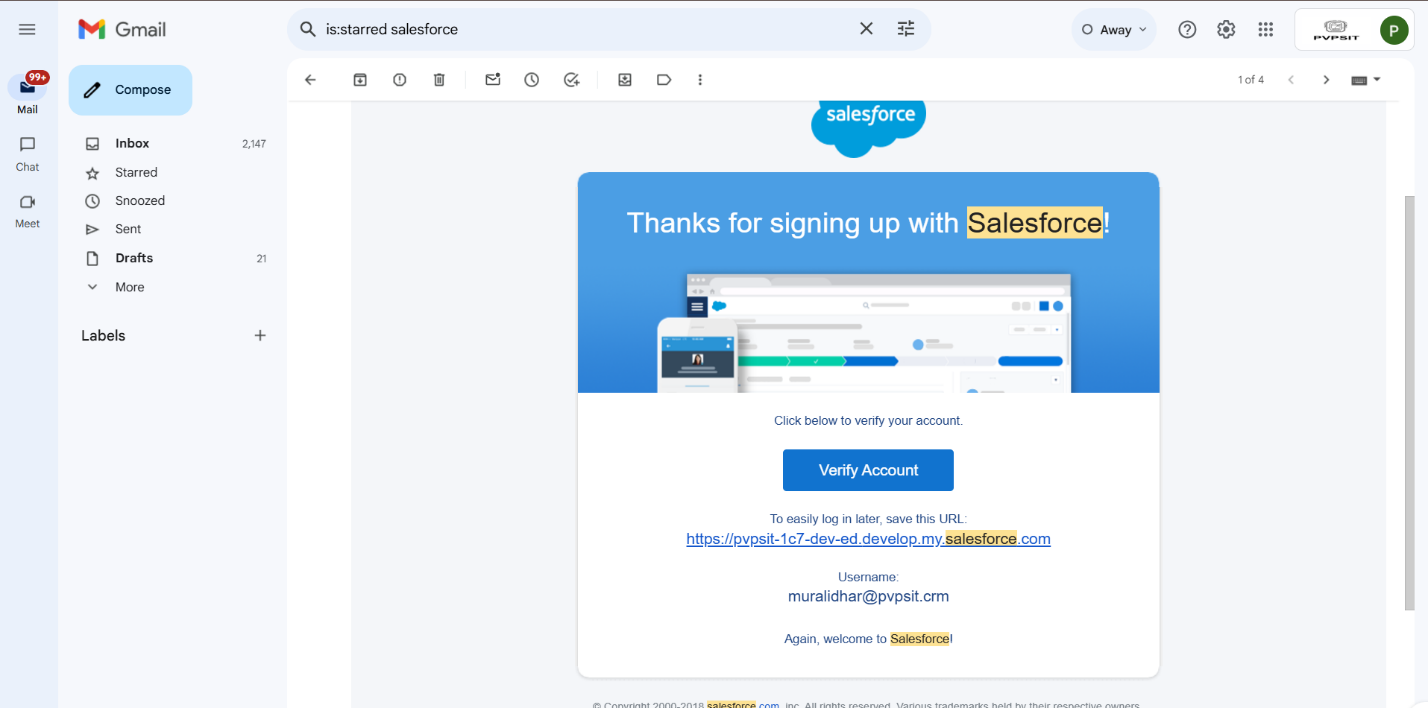 Gmail
is:starred salesforce
Away
PVPSIT
P
99+
Mail
Chat
Meet
Compose
Inbox 2,147
Starred
Snoozed
Sent
Drafts 21
More
Labels
1 of 4
salesforce
Thanks for signing up with Salesforce!
Click below to verify your account.
Verify Account
To easily log in later, save this URL:
https://pvpsit-1c7-dev-ed.develop.my.salesforce.com
Username:
muralidhar@pvpsit.crm
Again, welcome to Salesforce!
© Copyright 2000-2018 salesforce.com, inc. All rights reserved. Various trademarks held by their respective owners.